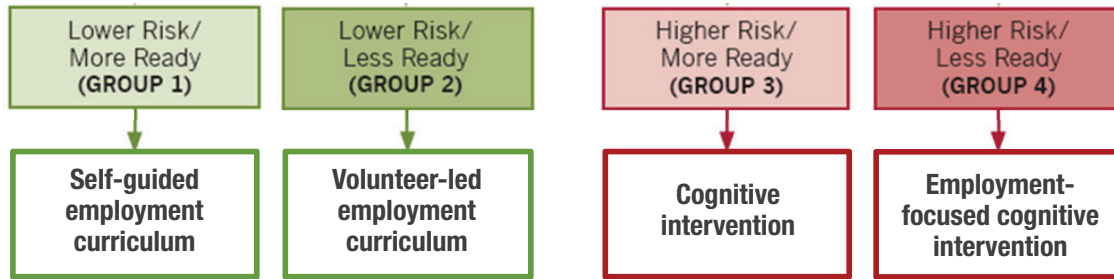 Lower Risk/
More Ready
(GROUP 1)
Lower Risk/
Less Ready
(GROUP 2)
Higher Risk/
More Ready
(GROUP 3)
Higher Risk/
Less Ready
(GROUP 4)
Self-guided
employment
curriculum
Volunteer-led
employment
curriculum
Cognitive
intervention
Employment-
focused cognitive
intervention